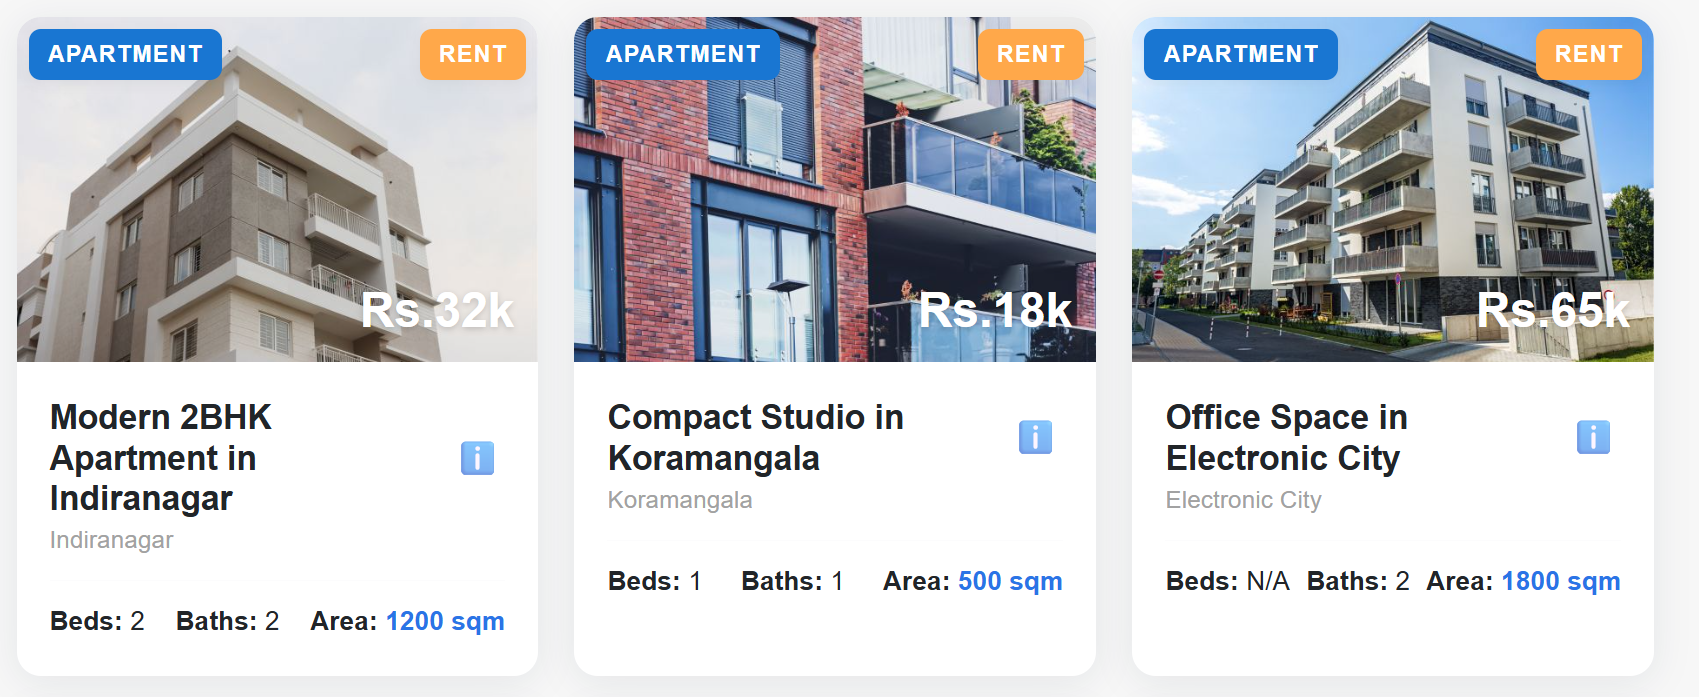 APARTMENT
RENT
Rs.32k
Modern 2BHK
Apartment in
Indiranagar
Indiranagar
Beds: 2 Baths: 2 Area: 1200 sqm
APARTMENT
RENT
Rs.18k
Compact Studio in
Koramangala
Koramangala
Beds: 1 Baths: 1 Area: 500 sqm
APARTMENT
RENT
Rs.65k
Office Space in
Electronic City
Electronic City
Beds: N/A Baths: 2 Area: 1800 sqm